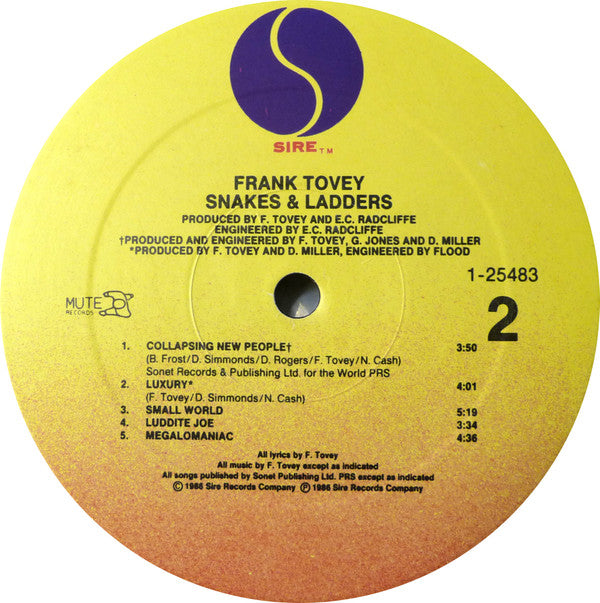 SIRE TM
FRANK TOVEY
SNAKES & LADDERS
PRODUCED BY F. TOVEY AND E.C. RADCLIFFE
ENGINEERED BY E.C. RADCLIFFE
†PRODUCED AND ENGINEERED BY F. TOVEY, G. JONES AND D. MILLER
*PRODUCED BY F. TOVEY AND D. MILLER, ENGINEERED BY FLOOD
1-25483
MUTE
RECORDS
2
1. COLLAPSING NEW PEOPLE† 3:50
(B. Frost/D. Simmonds/D. Rogers/F. Tovey/N. Cash)
Sonet Records & Publishing Ltd. for the World PRS
2. LUXURY* 4:01
(F. Tovey/D. Simmonds/N. Cash)
3. SMALL WORLD 5:19
4. LUDDITE JOE 3:34
5. MEGALOMANIAC 4:36
All lyrics by F. Tovey
All music by F. Tovey except as indicated
All songs published by Sonet Publishing Ltd. PRS except as indicated
© 1986 Sire Records Company ℗ 1986 Sire Records Company